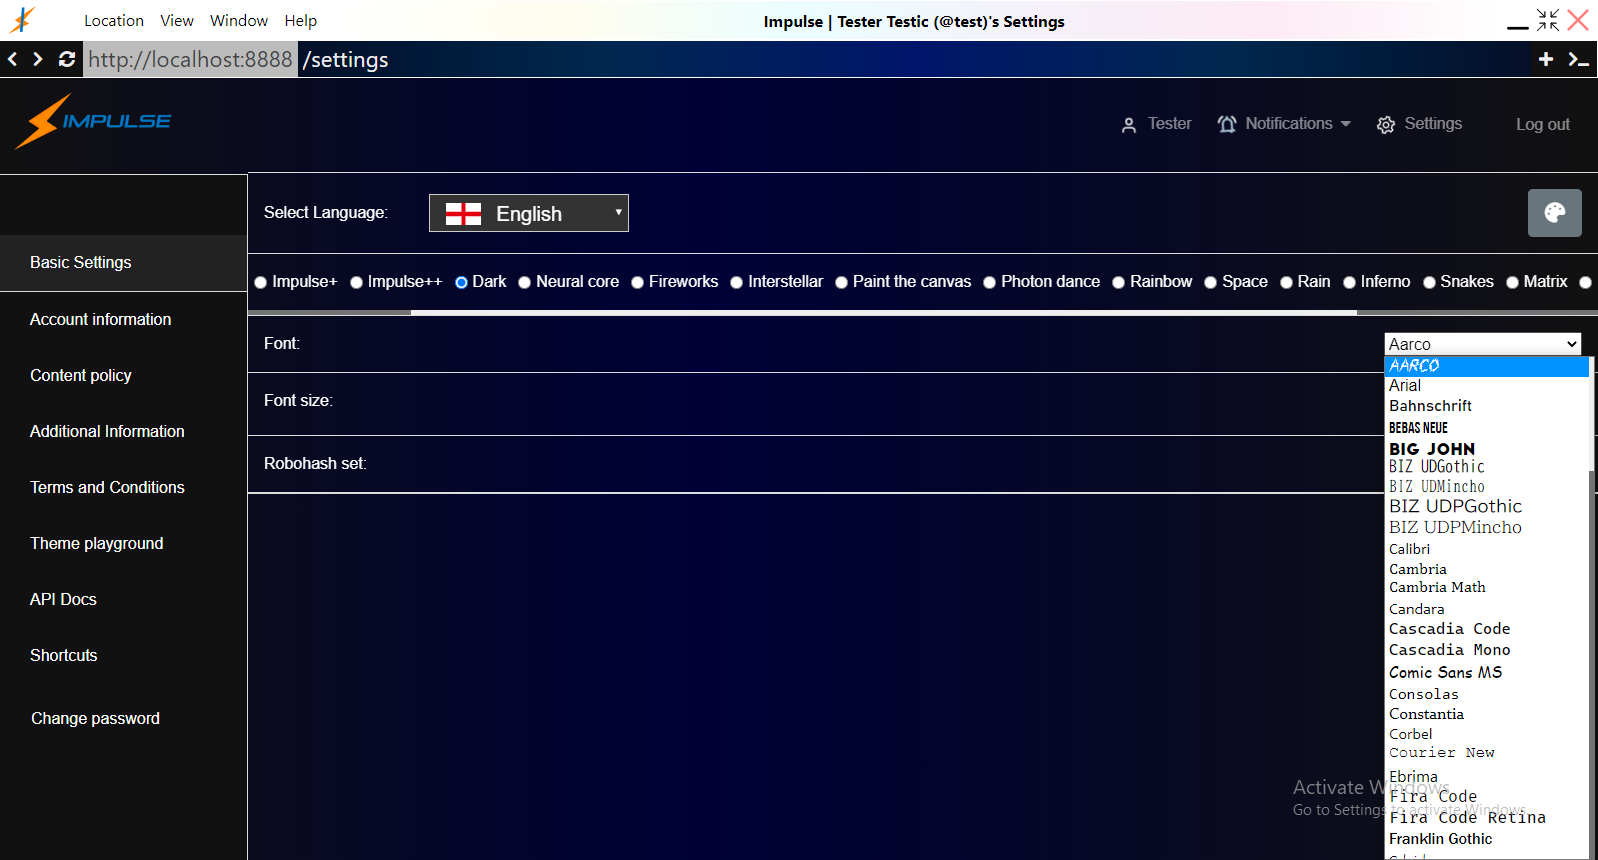 Location View Window Help
Impulse | Tester Testic (@test)'s Settings
http://localhost:8888 /settings
IMPULSE
Tester Notifications Settings Log out
Select Language: English
Basic Settings
Impulse+ Impulse++ Dark Neural core Fireworks Interstellar Paint the canvas Photon dance Rainbow Space Rain Inferno Snakes Matrix
Account information
Content policy
Additional Information
Terms and Conditions
Theme playground
API Docs
Shortcuts
Change password
Font: Aarco
Font size:
Robohash set:
AARCO
Arial
Bahnschrift
BEBAS NEUE
BIG JOHN
BIZ UDGothic
BIZ UDMincho
BIZ UDPGothic
BIZ UDPMincho
Calibri
Cambria
Cambria Math
Candara
Cascadia Code
Cascadia Mono
Comic Sans MS
Consolas
Constantia
Corbel
Courier New
Ebrima
Fira Code
Fira Code Retina
Franklin Gothic
Activate Windows
Go to Settings to activate Windows.